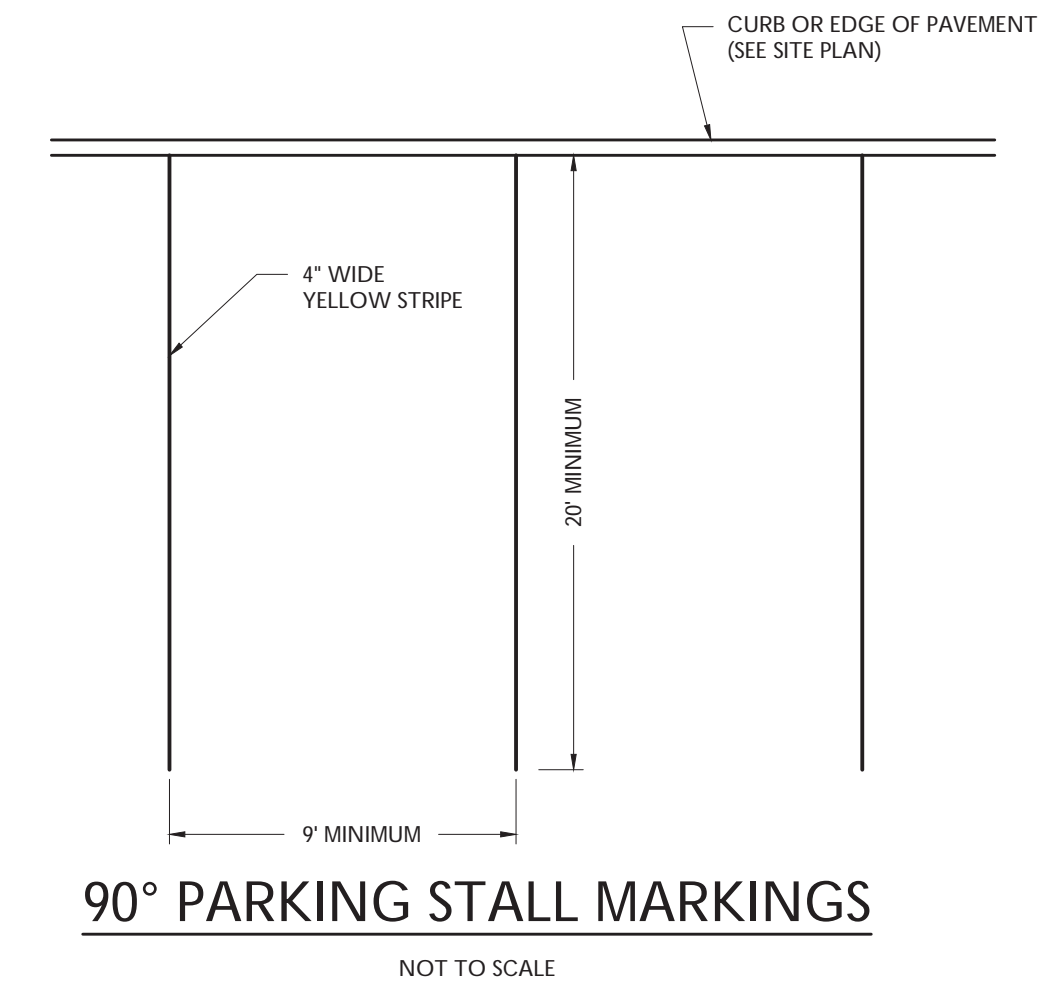 CURB OR EDGE OF PAVEMENT
(SEE SITE PLAN)
4" WIDE
YELLOW STRIPE
20' MINIMUM
9' MINIMUM
90° PARKING STALL MARKINGS
NOT TO SCALE